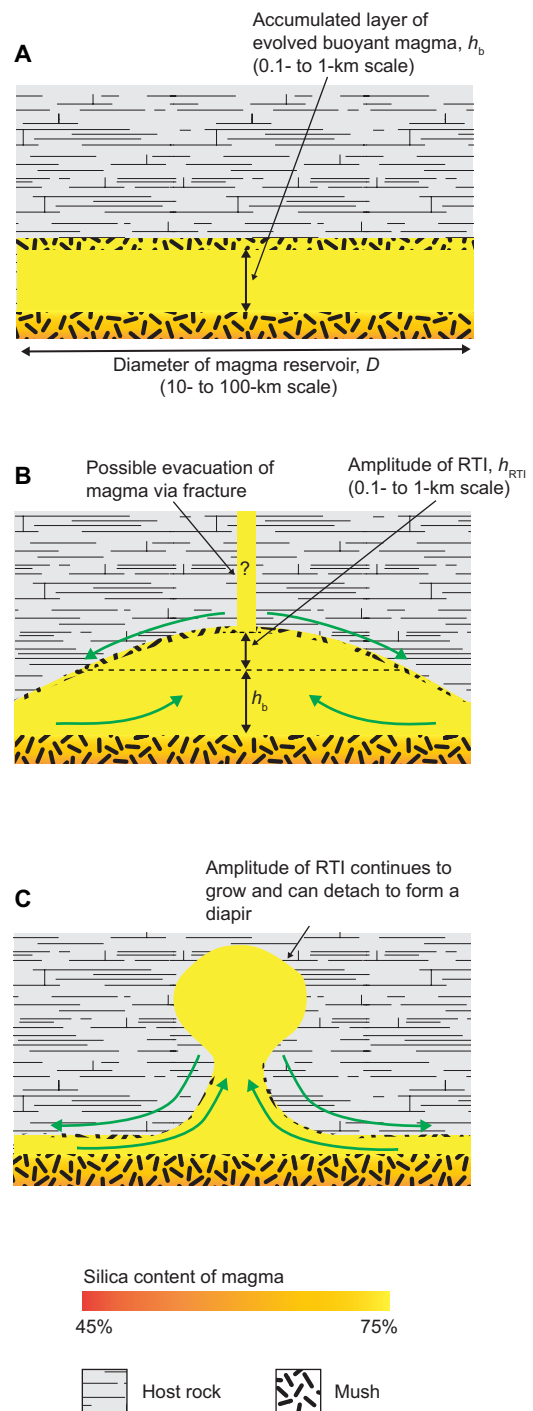 Accumulated layer of
evolved buoyant magma, hb
(0.1- to 1-km scale)
A
Diameter of magma reservoir, D
(10- to 100-km scale)
B
Possible evacuation of
magma via fracture
Amplitude of RTI, hRTI
(0.1- to 1-km scale)
?
hb
Amplitude of RTI continues to
grow and can detach to form a
diapir
C
Silica content of magma
45%
75%
Host rock
Mush